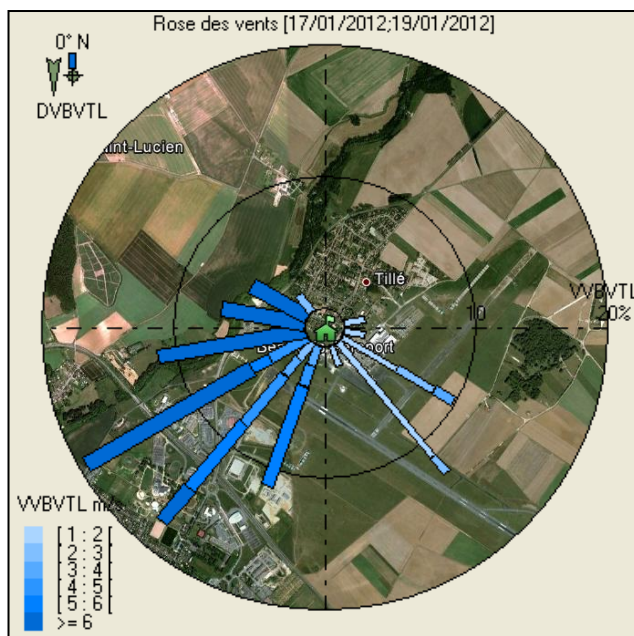 Rose des vents [17/01/2012;19/01/2012]
0° N
DVBVTL
Tillé
10
VVBVTL
20%
VVBVTL m/s
[ 1 : 2 [
[ 2 : 3 [
[ 3 : 4 [
[ 4 : 5 [
[ 5 : 6 [
>= 6